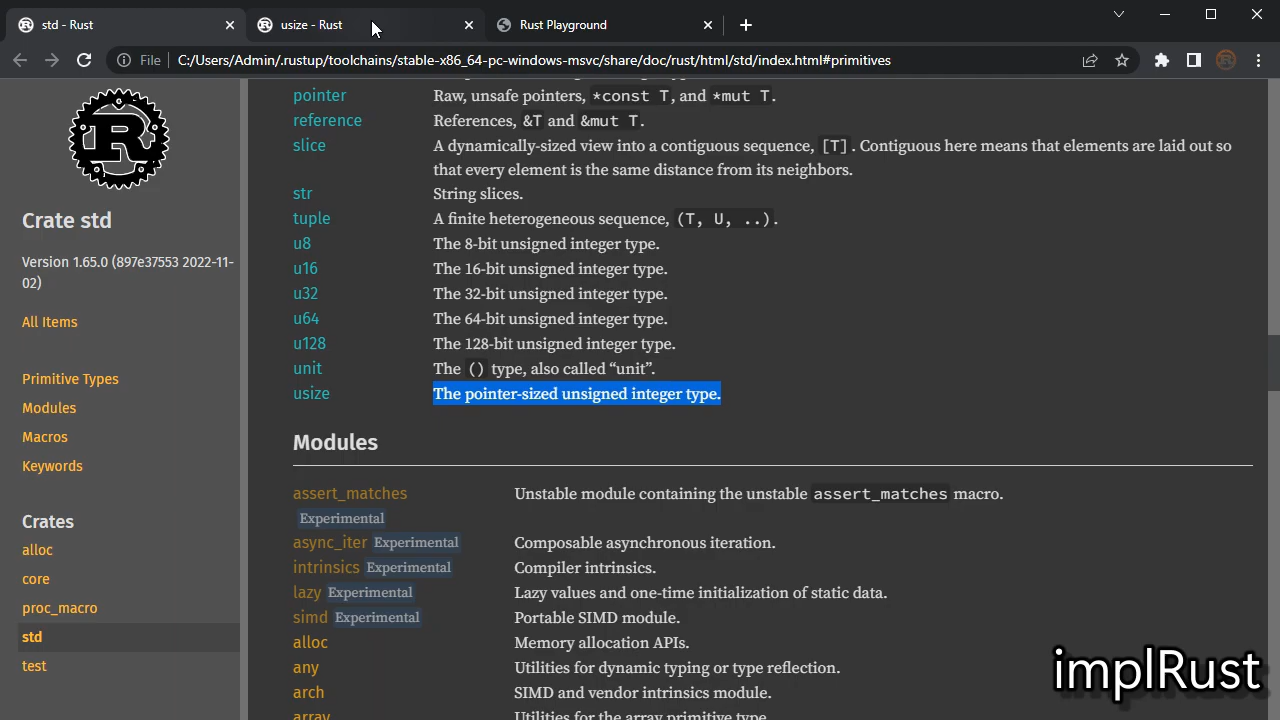 std - Rust
usize - Rust
Rust Playground
File
C:/Users/Admin/.rustup/toolchains/stable-x86_64-pc-windows-msvc/share/doc/rust/html/std/index.html#primitives
R
Crate std
Version 1.65.0 (897e37553 2022-11-
02)
All Items
Primitive Types
Modules
Macros
Keywords
Crates
alloc
core
proc_macro
std
test
pointer Raw, unsafe pointers, *const T, and *mut T.
reference References, &T and &mut T.
slice A dynamically-sized view into a contiguous sequence, [T]. Contiguous here means that elements are laid out so
that every element is the same distance from its neighbors.
str String slices.
tuple A finite heterogeneous sequence, (T, U, ..).
u8 The 8-bit unsigned integer type.
u16 The 16-bit unsigned integer type.
u32 The 32-bit unsigned integer type.
u64 The 64-bit unsigned integer type.
u128 The 128-bit unsigned integer type.
unit The () type, also called “unit”.
usize The pointer-sized unsigned integer type.
Modules
assert_matches Unstable module containing the unstable assert_matches macro.
Experimental
async_iter Experimental Composable asynchronous iteration.
intrinsics Experimental Compiler intrinsics.
lazy Experimental Lazy values and one-time initialization of static data.
simd Experimental Portable SIMD module.
alloc Memory allocation APIs.
any Utilities for dynamic typing or type reflection.
arch SIMD and vendor intrinsics module.
array Utilities for the array primitive type.
implRust